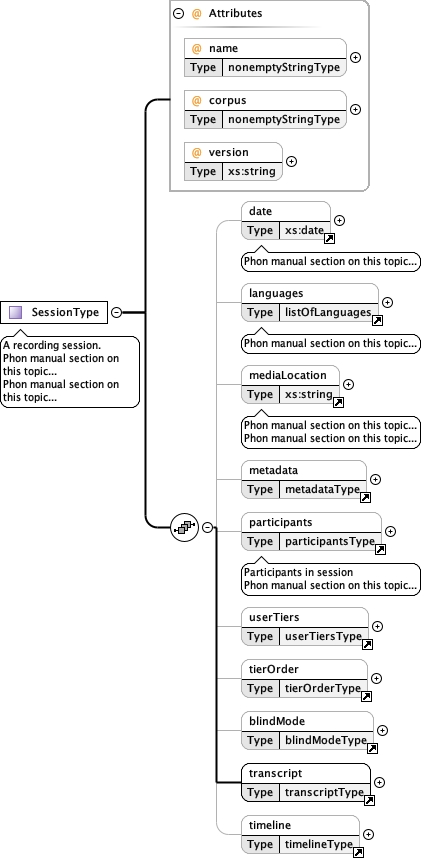 @ Attributes
@ name
Type nonemptyStringType
@ corpus
Type nonemptyStringType
@ version
Type xs:string
date
Type xs:date
Phon manual section on this topic...
languages
Type listOfLanguages
Phon manual section on this topic...
SessionType
A recording session.
Phon manual section on
this topic...
Phon manual section on
this topic...
mediaLocation
Type xs:string
Phon manual section on this topic...
Phon manual section on this topic...
metadata
Type metadataType
participants
Type participantsType
Participants in session
Phon manual section on this topic...
userTiers
Type userTiersType
tierOrder
Type tierOrderType
blindMode
Type blindModeType
transcript
Type transcriptType
timeline
Type timelineType